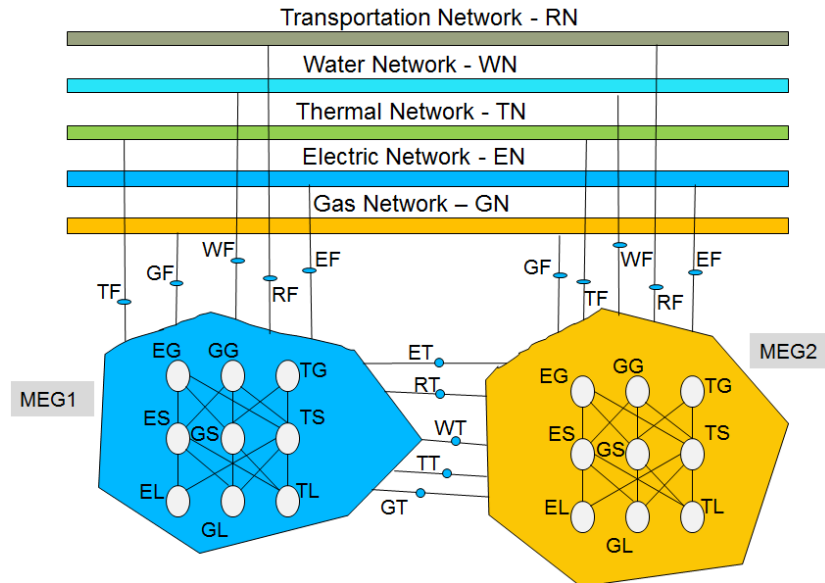 Transportation Network - RN
Water Network - WN
Thermal Network - TN
Electric Network - EN
Gas Network – GN
TF
GF
WF
RF
EF
GF
TF
WF
RF
EF
MEG1
EG
GG
TG
ES
GS
TS
EL
GL
TL
ET
RT
WT
TT
GT
MEG2
EG
GG
TG
ES
GS
TS
EL
GL
TL